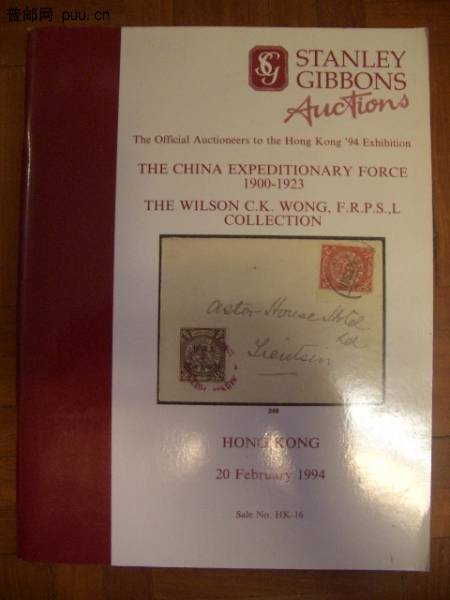 普邮网 puu.cn
SG
STANLEY
GIBBONS
Auctions
The Official Auctioneers to the Hong Kong '94 Exhibition
THE CHINA EXPEDITIONARY FORCE
1900-1923
THE WILSON C.K. WONG, F.R.P.S.,L
COLLECTION
Astor-House Hotel
Ld
Tientsin
249
HONG KONG
20 February 1994
Sale No. HK-16